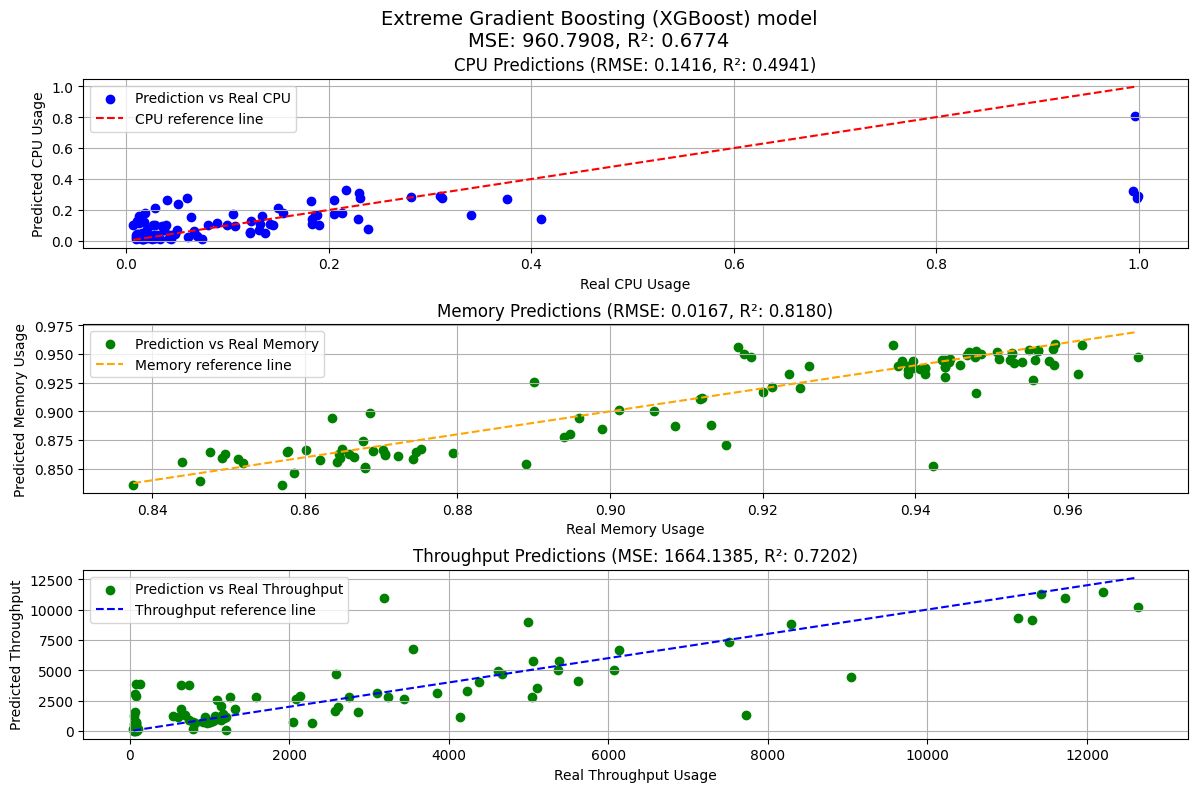 Extreme Gradient Boosting (XGBoost) model
MSE: 960.7908, R²: 0.6774
CPU Predictions (RMSE: 0.1416, R²: 0.4941)
Predicted CPU Usage
1.0
0.8
0.6
0.4
0.2
0.0
Prediction vs Real CPU
CPU reference line
0.0 0.2 0.4 0.6 0.8 1.0
Real CPU Usage
Memory Predictions (RMSE: 0.0167, R²: 0.8180)
Predicted Memory Usage
0.975
0.950
0.925
0.900
0.875
0.850
Prediction vs Real Memory
Memory reference line
0.84 0.86 0.88 0.90 0.92 0.94 0.96
Real Memory Usage
Throughput Predictions (MSE: 1664.1385, R²: 0.7202)
Predicted Throughput
12500
10000
7500
5000
2500
0
Prediction vs Real Throughput
Throughput reference line
0 2000 4000 6000 8000 10000 12000
Real Throughput Usage